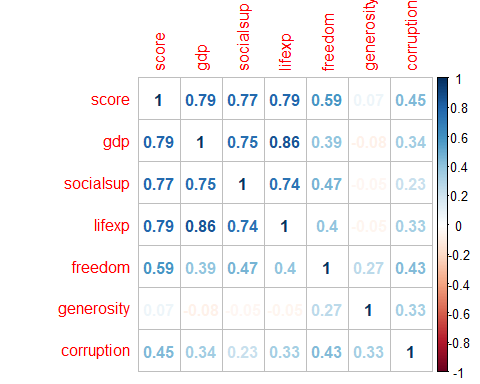 score gdp socialsup lifexp freedom generosity corruption
score 1 0.79 0.77 0.79 0.59 0.07 0.45
gdp 0.79 1 0.75 0.86 0.39 -0.08 0.34
socialsup 0.77 0.75 1 0.74 0.47 -0.05 0.23
lifexp 0.79 0.86 0.74 1 0.4 -0.05 0.33
freedom 0.59 0.39 0.47 0.4 1 0.27 0.43
generosity 0.07 -0.08 -0.05 -0.05 0.27 1 0.33
corruption 0.45 0.34 0.23 0.33 0.43 0.33 1
1
0.8
0.6
0.4
0.2
0
-0.2
-0.4
-0.6
-0.8
-1